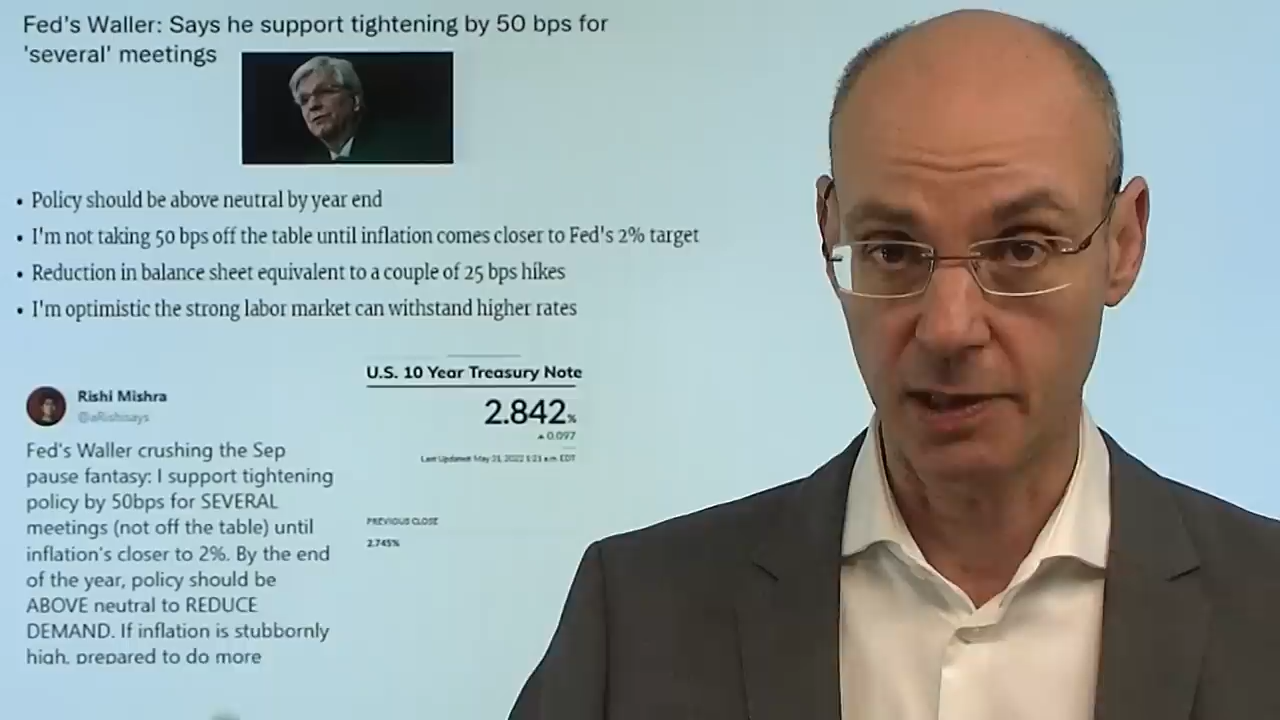 Fed's Waller: Says he support tightening by 50 bps for
'several' meetings
• Policy should be above neutral by year end
• I'm not taking 50 bps off the table until inflation comes closer to Fed's 2% target
• Reduction in balance sheet equivalent to a couple of 25 bps hikes
• I'm optimistic the strong labor market can withstand higher rates
Rishi Mishra
@aRishisays
Fed's Waller crushing the Sep
pause fantasy: I support tightening
policy by 50bps for SEVERAL
meetings (not off the table) until
inflation's closer to 2%. By the end
of the year, policy should be
ABOVE neutral to REDUCE
DEMAND. If inflation is stubbornly
high, prepared to do more
U.S. 10 Year Treasury Note
2.842%
▲0.097
Last Updated: May 31, 2022 a.m. EDT
PREVIOUS CLOSE
2.745%